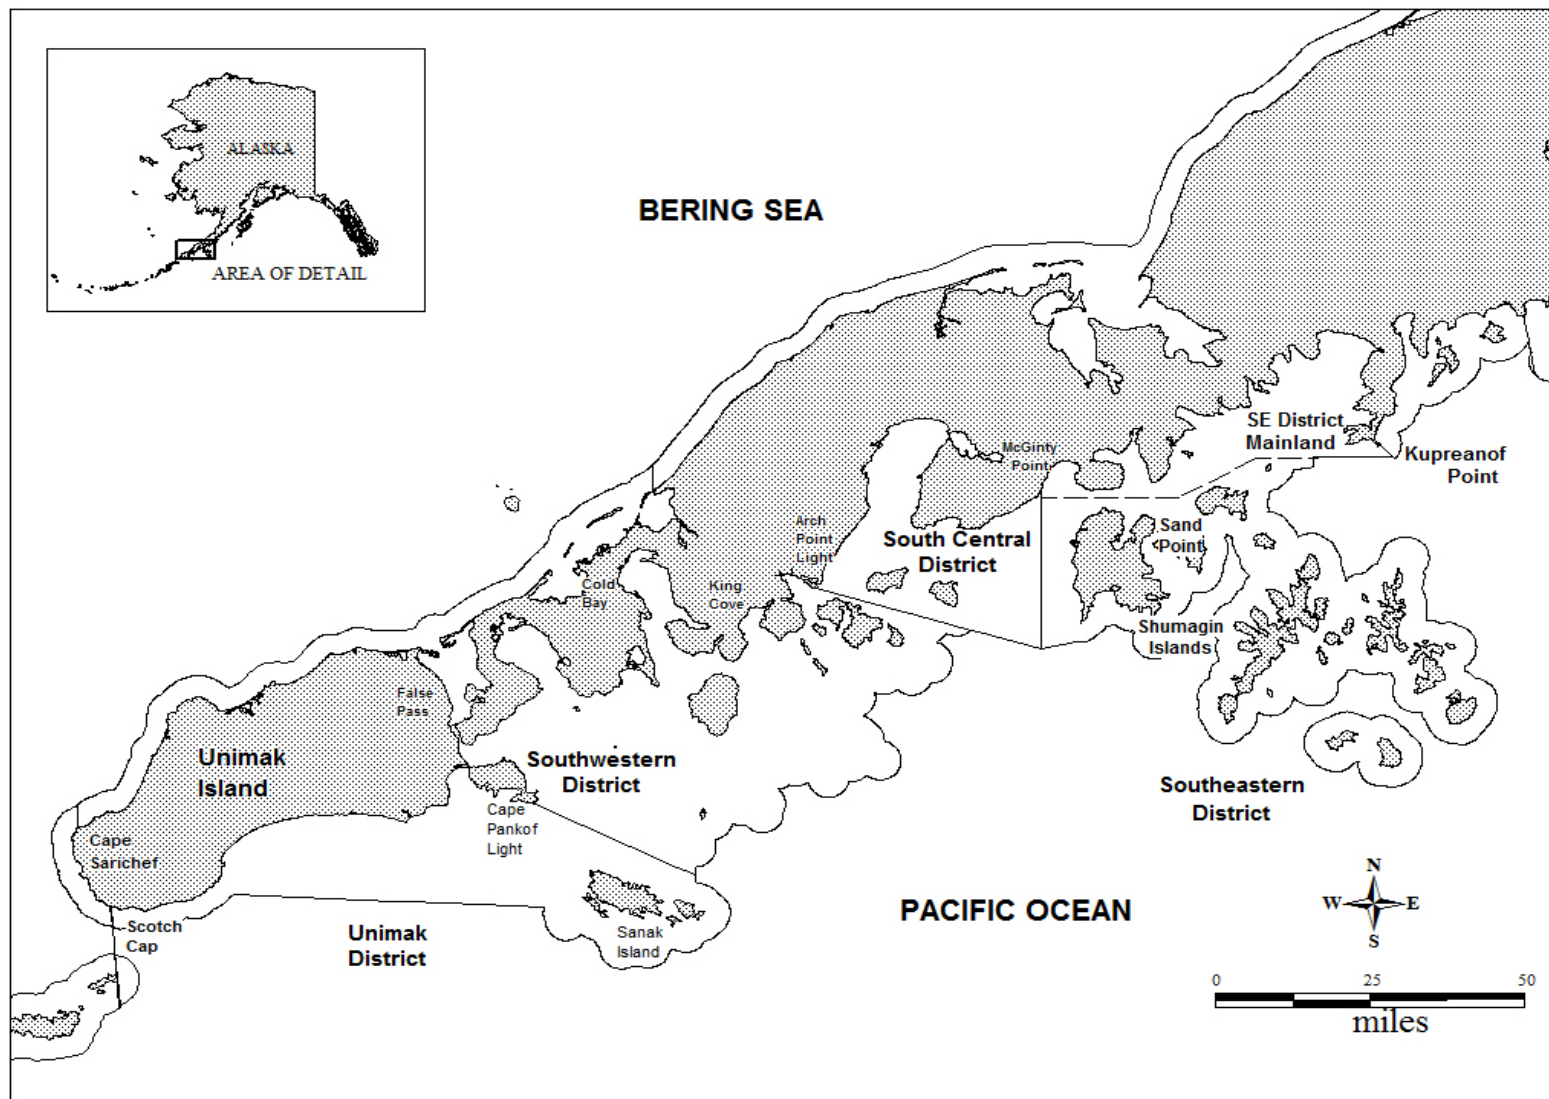 ALASKA
AREA OF DETAIL
BERING SEA
SE District
Mainland
Kupreanof
Point
McGinty
Point
Arch
Point
Light
South Central
District
Sand
Point
Cold
Bay
King
Cove
Shumagin
Islands
False
Pass
Unimak
Island
Southwestern
District
Southeastern
District
Cape
Pankof
Light
Cape
Sarichef
Scotch
Cap
Unimak
District
Sanak
Island
PACIFIC OCEAN
N
W
E
S
0
25
50
miles